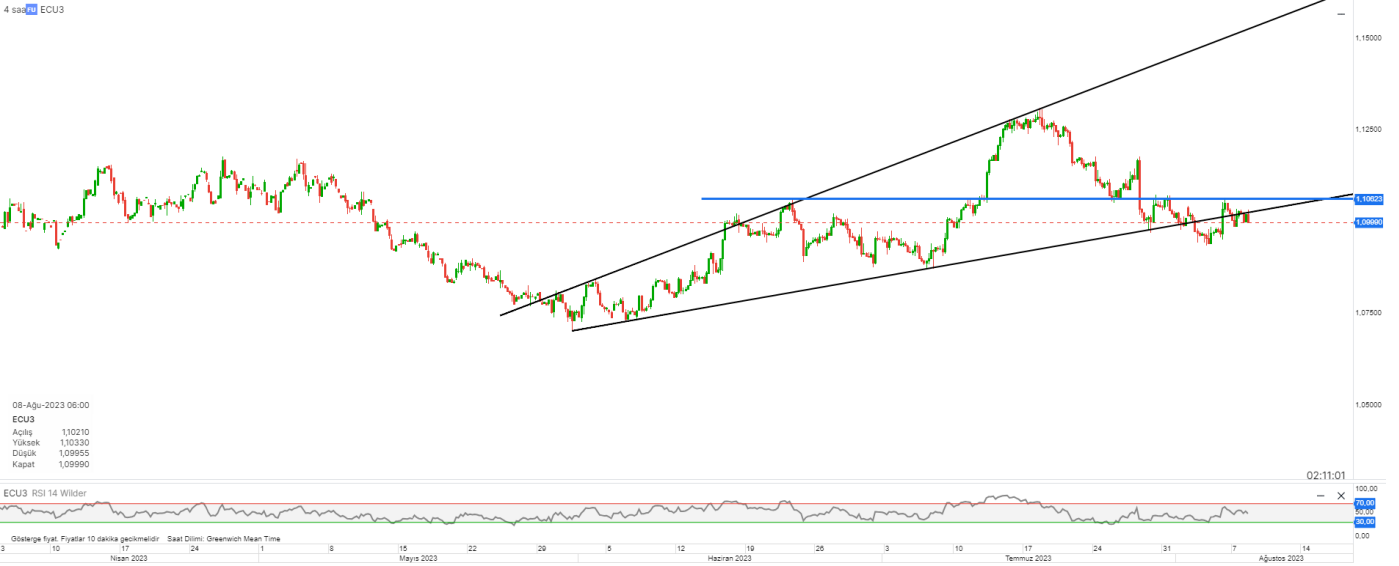 4 saa FU ECU3
1,15000
1,12500
1,10823
1,09990
1,07500
1,05000
08-Ağu-2023 06:00
ECU3
Açılış 1,10210
Yüksek 1,10330
Düşük 1,09955
Kapat 1,09990
02:11:01
ECU3 RSI 14 Wilder
100,00
70,00
50,00
30,00
0,00
Gösterge fiyat. Fiyatlar 10 dakika gecikmelidir Saat Dilimi: Greenwich Mean Time
3 10 17 24 1 8 15 22 29 5 12 19 26 3 10 17 24 31 7 14
Nisan 2023 Mayıs 2023 Haziran 2023 Temmuz 2023 Ağustos 2023